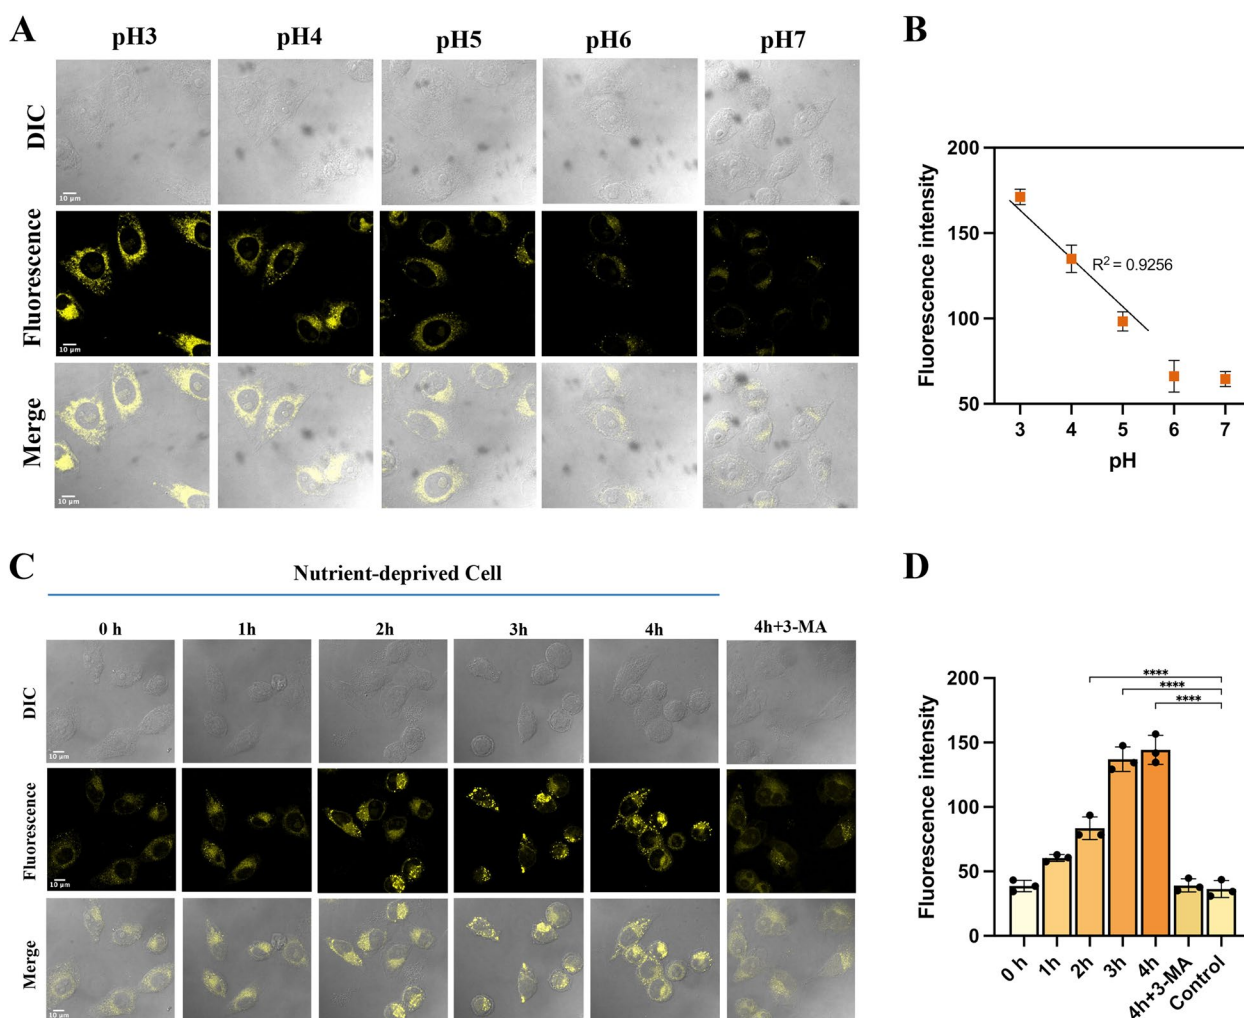 A
pH3 pH4 pH5 pH6 pH7
DIC
10 μm
Fluorescence
10 μm
Merge
10 μm
B
Fluorescence intensity
200
150
100
50
R² = 0.9256
3 4 5 6 7
pH
C
Nutrient-deprived Cell
0 h 1h 2h 3h 4h 4h+3-MA
DIC
10 μm
Fluorescence
10 μm
Merge
10 μm
D
Fluorescence intensity
200
150
100
50
0
****
****
****
0 h 1h 2h 3h 4h 4h+3-MA Control